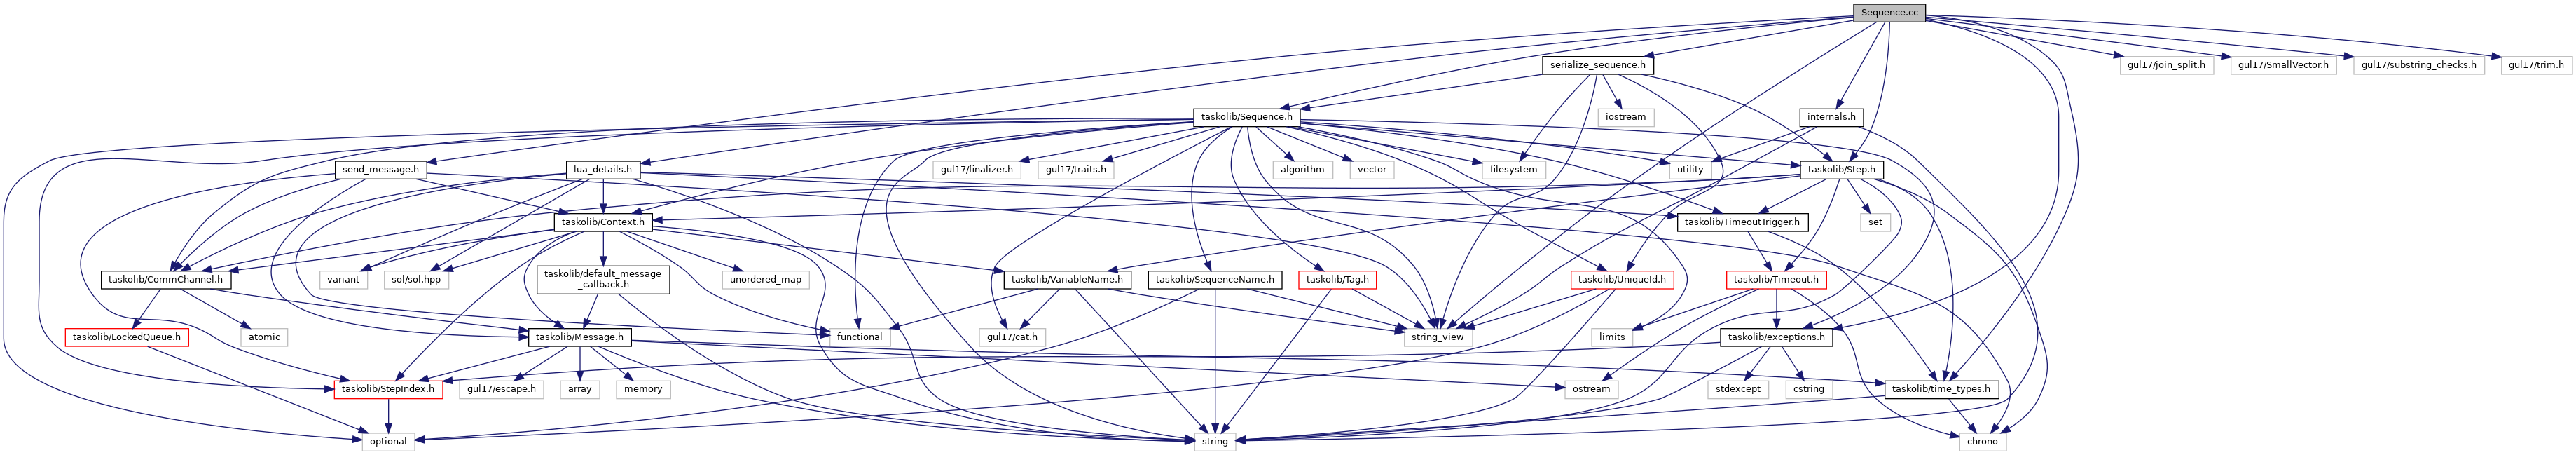 Sequence.cc
serialize_sequence.h
gul17/join_split.h
gul17/SmallVector.h
gul17/substring_checks.h
gul17/trim.h
taskolib/Sequence.h
iostream
internals.h
send_message.h
lua_details.h
gul17/finalizer.h
gul17/traits.h
algorithm
vector
filesystem
utility
taskolib/Step.h
taskolib/Context.h
taskolib/TimeoutTrigger.h
set
taskolib/CommChannel.h
variant
sol/sol.hpp
taskolib/default_message
_callback.h
unordered_map
taskolib/VariableName.h
taskolib/SequenceName.h
taskolib/Tag.h
taskolib/UniqueId.h
taskolib/Timeout.h
taskolib/LockedQueue.h
atomic
taskolib/Message.h
functional
gul17/cat.h
string_view
limits
taskolib/exceptions.h
taskolib/StepIndex.h
gul17/escape.h
array
memory
ostream
stdexcept
cstring
taskolib/time_types.h
optional
string
chrono